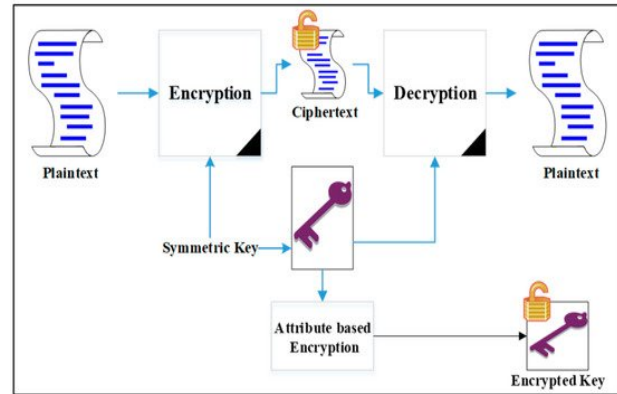 Encryption
Ciphertext
Decryption
Plaintext
Plaintext
Symmetric Key
Attribute based
Encryption
Encrypted Key